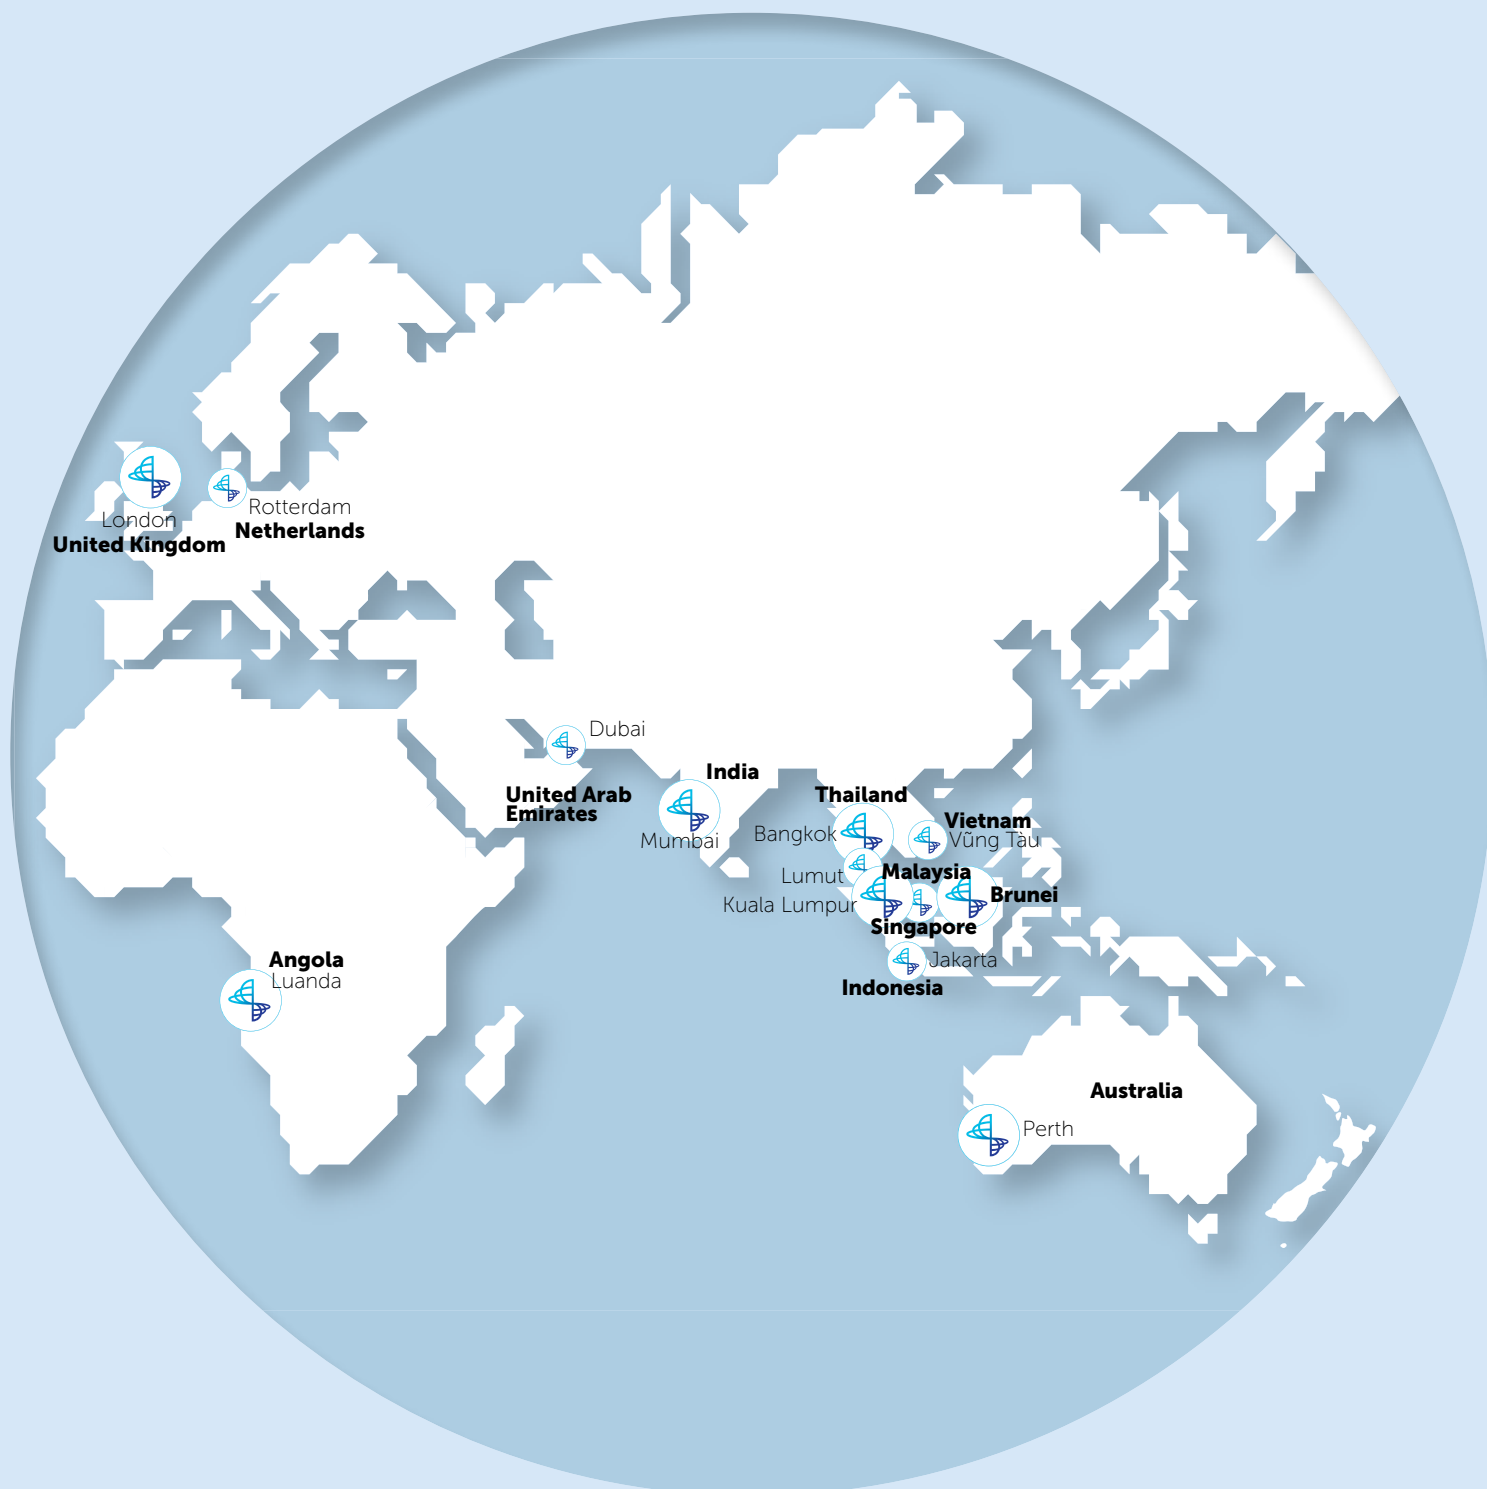 Rotterdam
Netherlands
London
United Kingdom
Dubai
United Arab
Emirates
India
Mumbai
Thailand
Bangkok
Vietnam
Vũng Tàu
Lumut
Malaysia
Kuala Lumpur
Brunei
Singapore
Jakarta
Indonesia
Angola
Luanda
Australia
Perth